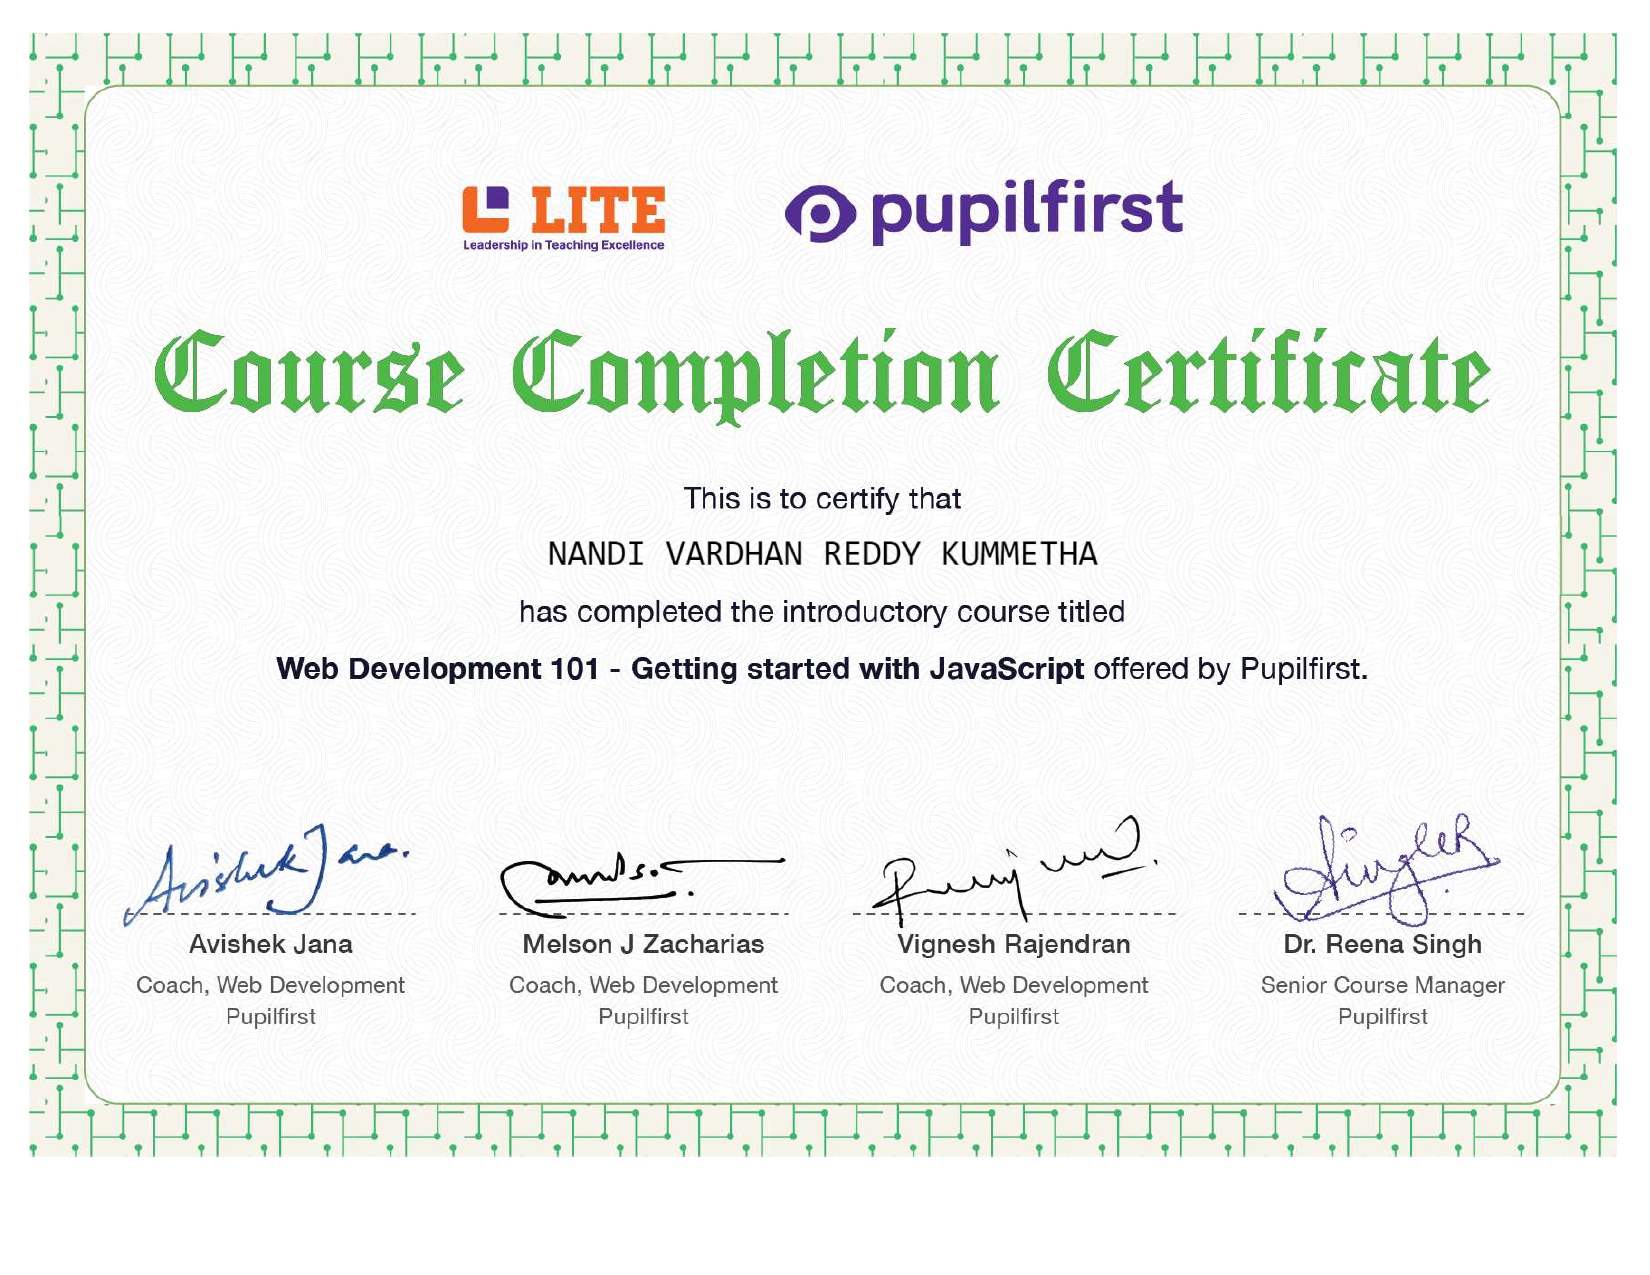 LITE
Leadership in Teaching Excellence
pupilfirst
Course Completion Certificate
This is to certify that
NANDI VARDHAN REDDY KUMMETHA
has completed the introductory course titled
Web Development 101 - Getting started with JavaScript offered by Pupilfirst.
Avishek Jana.
Avishek Jana
Coach, Web Development
Pupilfirst
Melson J Zacharias
Coach, Web Development
Pupilfirst
Vignesh Rajendran
Coach, Web Development
Pupilfirst
Dr. Reena Singh
Senior Course Manager
Pupilfirst